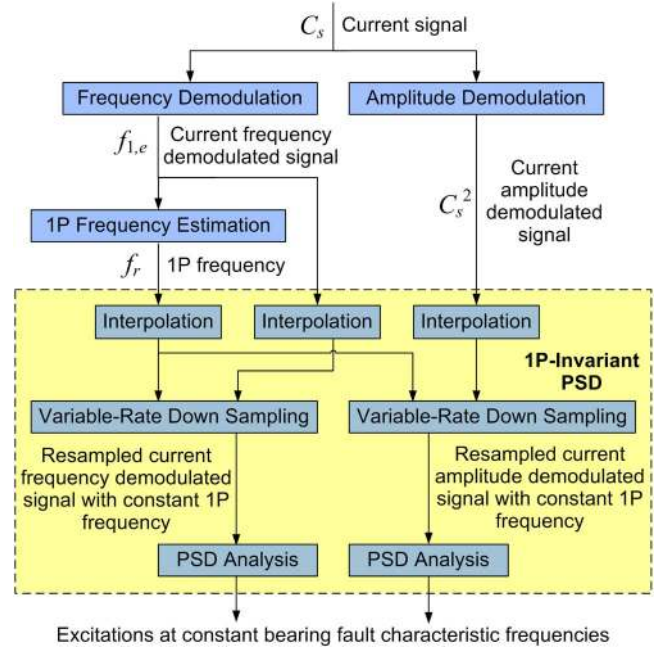 C_s Current signal
Frequency Demodulation
Amplitude Demodulation
f_{1,e}
Current frequency
demodulated signal
Current
amplitude
demodulated
signal
C_s^2
1P Frequency Estimation
f_r 1P frequency
Interpolation
Interpolation
Interpolation
1P-Invariant
PSD
Variable-Rate Down Sampling
Variable-Rate Down Sampling
Resampled current
frequency demodulated
signal with constant 1P
frequency
Resampled current
amplitude demodulated
signal with constant 1P
frequency
PSD Analysis
PSD Analysis
Excitations at constant bearing fault characteristic frequencies